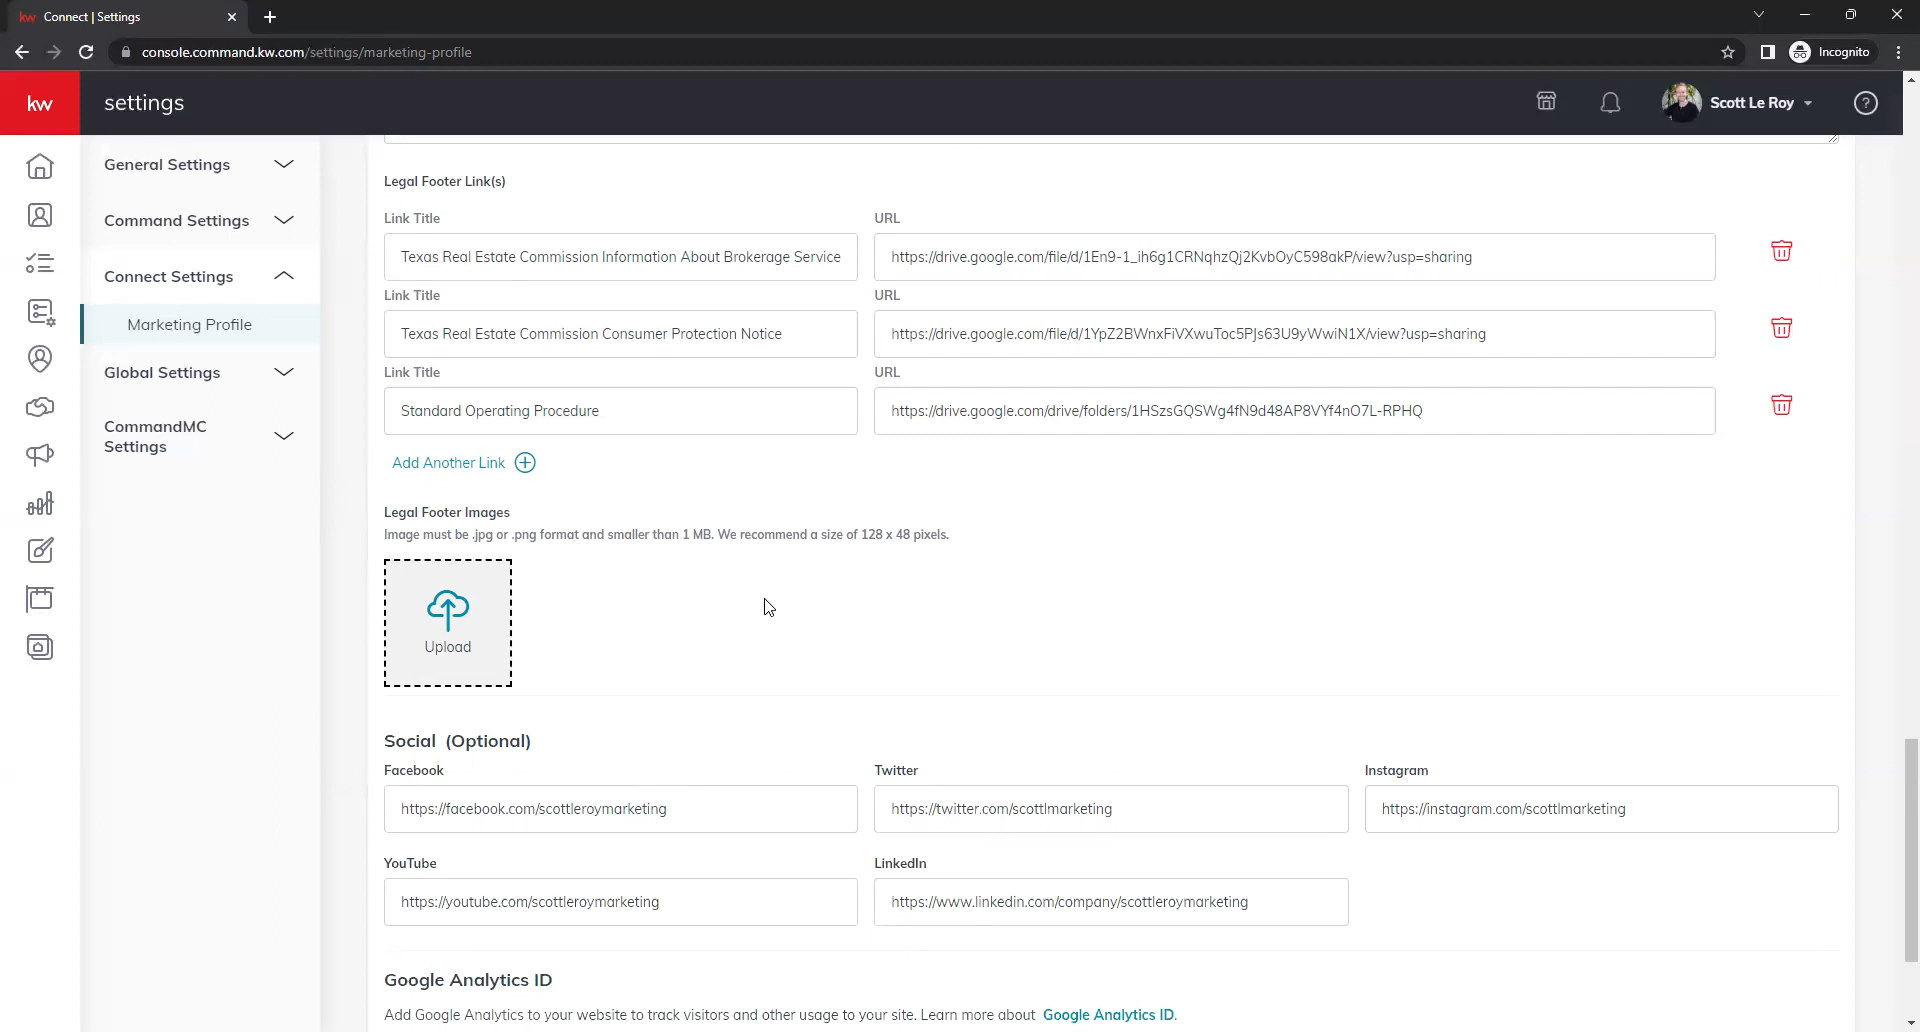 kw Connect | Settings
console.command.kw.com/settings/marketing-profile
Incognito
kw
settings
Scott Le Roy
?
General Settings
Command Settings
Connect Settings
Marketing Profile
Global Settings
CommandMC
Settings
Legal Footer Link(s)
Link Title
URL
Texas Real Estate Commission Information About Brokerage Service
https://drive.google.com/file/d/1En9-1_ih6g1CRNqhzQj2KvbOyC598akP/view?usp=sharing
Link Title
URL
Texas Real Estate Commission Consumer Protection Notice
https://drive.google.com/file/d/1YpZ2BWnxFiVXwuToc5PJs63U9yWwiN1X/view?usp=sharing
Link Title
URL
Standard Operating Procedure
https://drive.google.com/drive/folders/1HSzsGQSWg4fN9d48AP8VYf4nO7L-RPHQ
Add Another Link
Legal Footer Images
Image must be .jpg or .png format and smaller than 1 MB. We recommend a size of 128 x 48 pixels.
Upload
Social (Optional)
Facebook
Twitter
Instagram
https://facebook.com/scottleroymarketing
https://twitter.com/scottlmarketing
https://instagram.com/scottlmarketing
YouTube
LinkedIn
https://youtube.com/scottleroymarketing
https://www.linkedin.com/company/scottleroymarketing
Google Analytics ID
Add Google Analytics to your website to track visitors and other usage to your site. Learn more about Google Analytics ID.